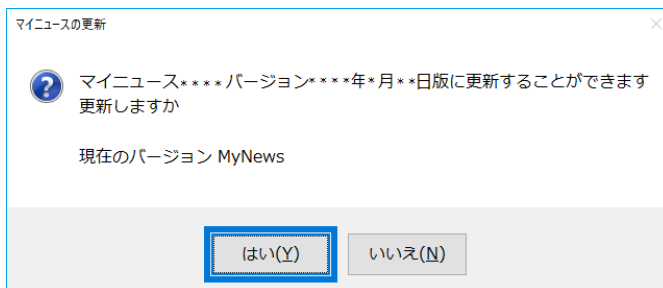 マイニュースの更新
マイニュース****バージョン****年*月**日版に更新することができます
更新しますか
現在のバージョン MyNews
はい(Y) いいえ(N)